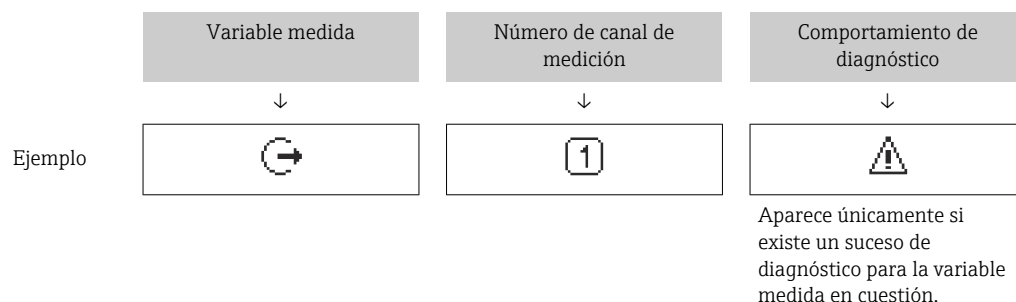 Variable medida
Número de canal de
medición
Comportamiento de
diagnóstico
↓
↓
↓
Ejemplo
1
Aparece únicamente si
existe un suceso de
diagnóstico para la variable
medida en cuestión.